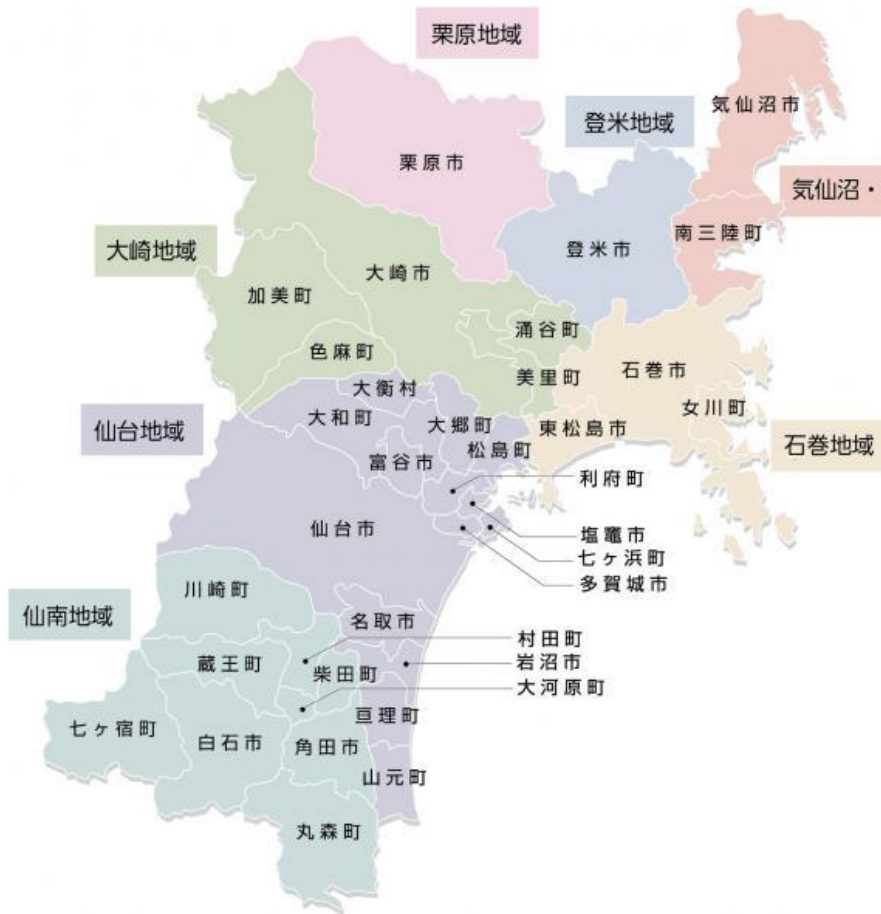 栗原地域
気仙沼市
登米地域
栗原市
気仙沼・
南三陸町
登米市
大崎地域
大崎市
加美町
涌谷町
色麻町
石巻市
美里町
大衡村
女川町
大和町
大郷町
仙台地域
東松島市
松島町
石巻地域
富谷市
利府町
仙台市
塩竈市
七ヶ浜町
多賀城市
川崎町
仙南地域
名取市
村田町
蔵王町
柴田町
岩沼市
大河原町
亘理町
七ヶ宿町
白石市
角田市
山元町
丸森町